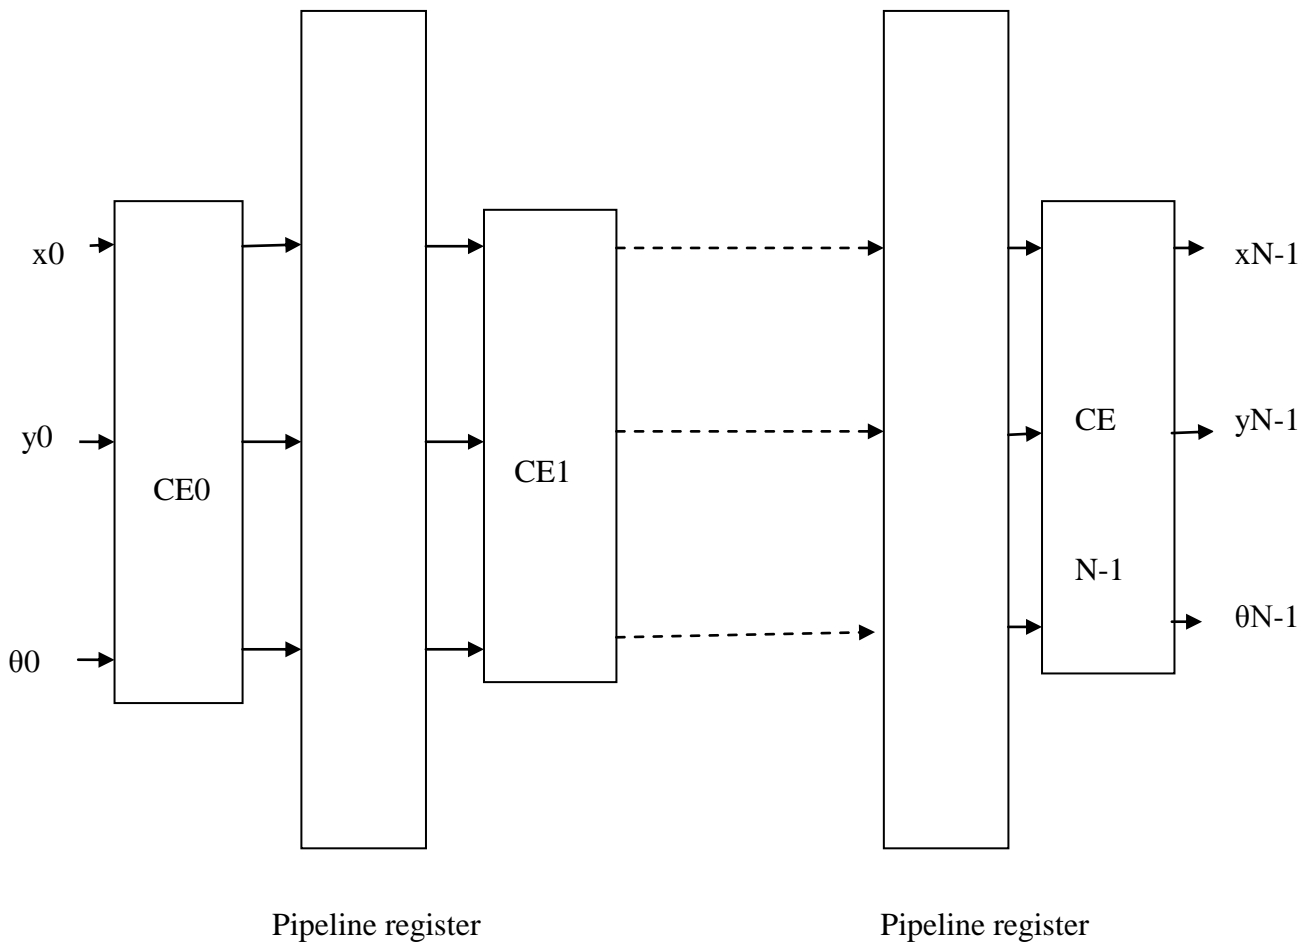 x0
xN-1
y0
CE
yN-1
CE0
CE1
N-1
θN-1
θ0
Pipeline register
Pipeline register